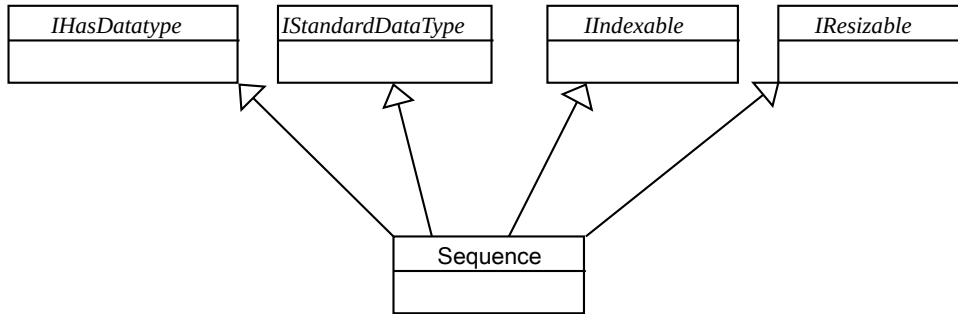 IHasDatatype
IStandardDataType
IIndexable
IResizable
Sequence